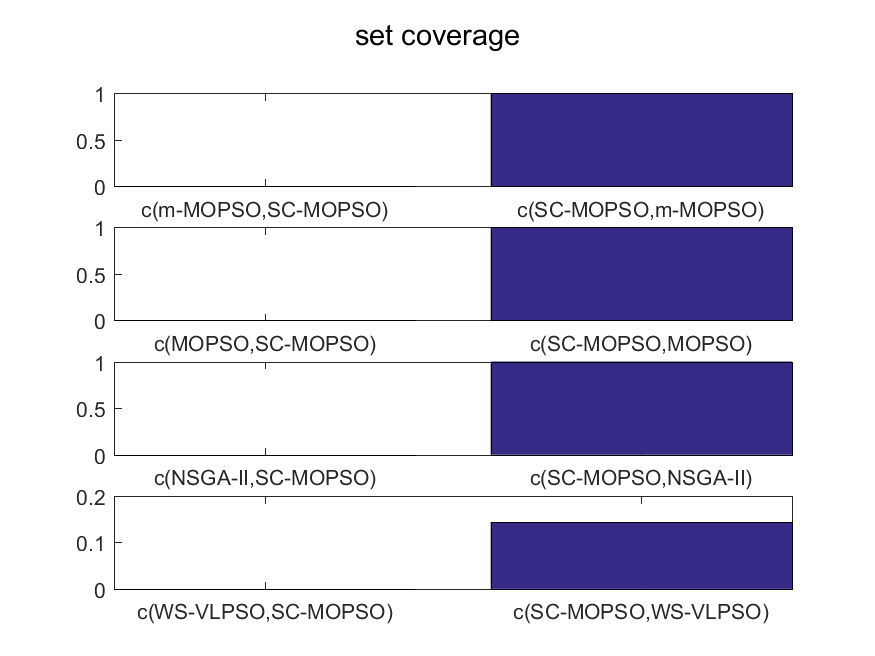 set coverage
1
0.5
0
c(m-MOPSO,SC-MOPSO) c(SC-MOPSO,m-MOPSO)
1
0.5
0
c(MOPSO,SC-MOPSO) c(SC-MOPSO,MOPSO)
1
0.5
0
c(NSGA-II,SC-MOPSO) c(SC-MOPSO,NSGA-II)
0.2
0.1
0
c(WS-VLPSO,SC-MOPSO) c(SC-MOPSO,WS-VLPSO)